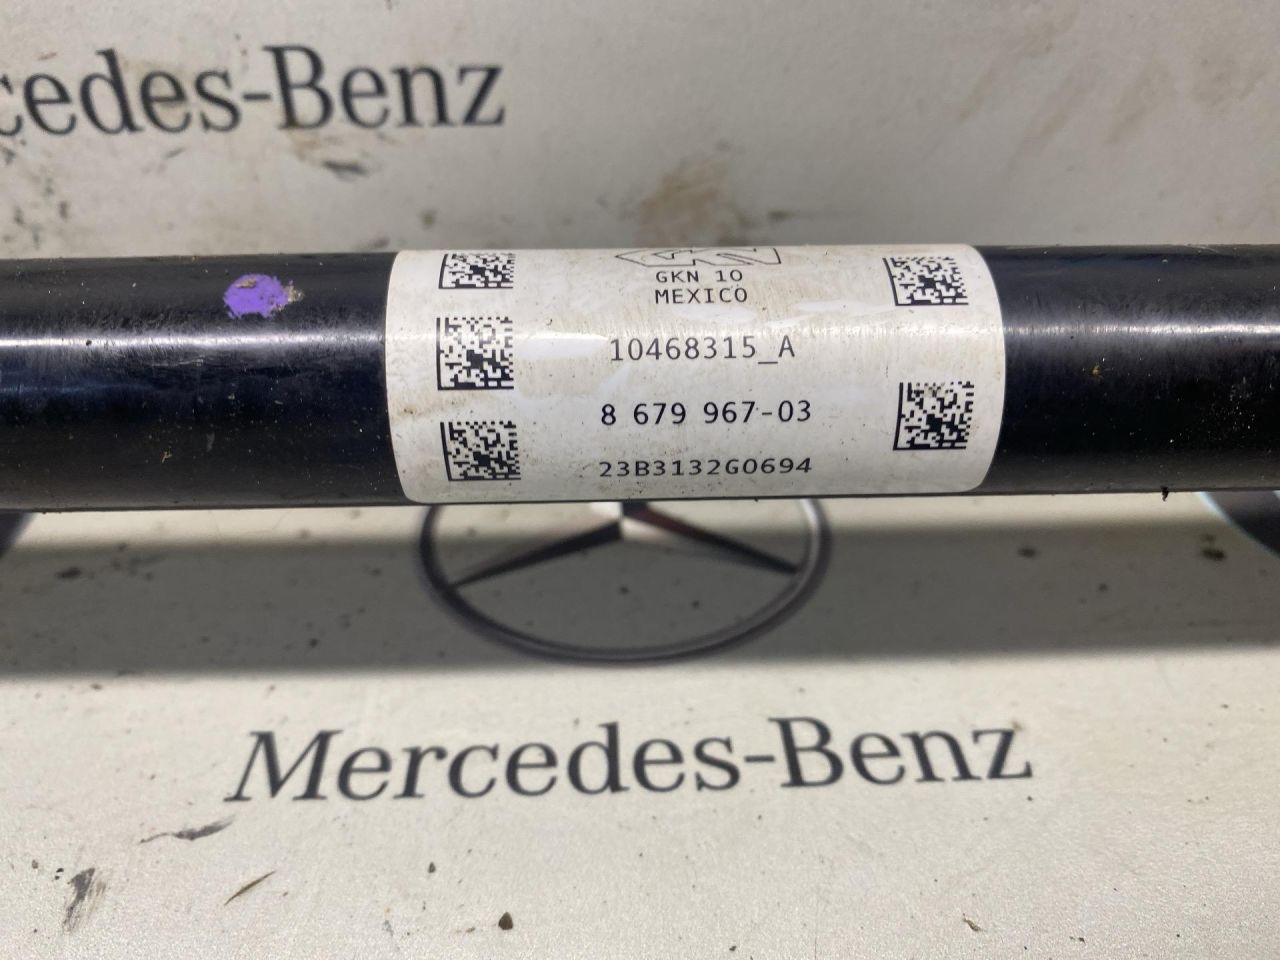 cedes-Benz
GKN 10
MEXICO
10468315_A
8 679 967-03
23B3132G0694
Mercedes-Benz